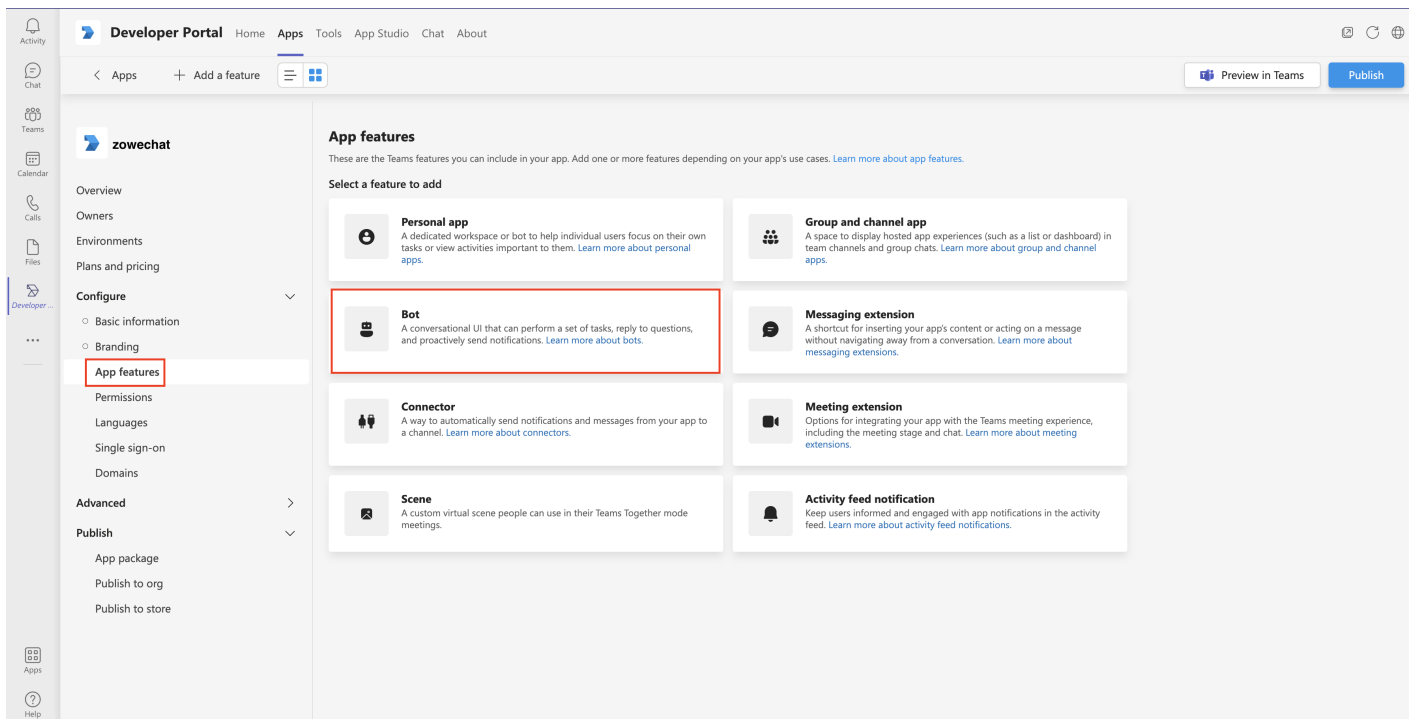 Activity
Chat
Teams
Calendar
Calls
Files
Developer ...
Apps
Help
Developer Portal Home Apps Tools App Studio Chat About
Apps + Add a feature
Preview in Teams Publish
zowechat
Overview
Owners
Environments
Plans and pricing
Configure
Basic information
Branding
App features
Permissions
Languages
Single sign-on
Domains
Advanced
Publish
App package
Publish to org
Publish to store
App features
These are the Teams features you can include in your app. Add one or more features depending on your app's use cases. Learn more about app features.
Select a feature to add
Personal app
A dedicated workspace or bot to help individual users focus on their own
tasks or view activities important to them. Learn more about personal
apps.
Group and channel app
A space to display hosted app experiences (such as a list or dashboard) in
team channels and group chats. Learn more about group and channel
apps.
Bot
A conversational UI that can perform a set of tasks, reply to questions,
and proactively send notifications. Learn more about bots.
Messaging extension
A shortcut for inserting your app's content or acting on a message
without navigating away from a conversation. Learn more about
messaging extensions.
Connector
A way to automatically send notifications and messages from your app to
a channel. Learn more about connectors.
Meeting extension
Options for integrating your app with the Teams meeting experience,
including the meeting stage and chat. Learn more about meeting
extensions.
Scene
A custom virtual scene people can use in their Teams Together mode
meetings.
Activity feed notification
Keep users informed and engaged with app notifications in the activity
feed. Learn more about activity feed notifications.